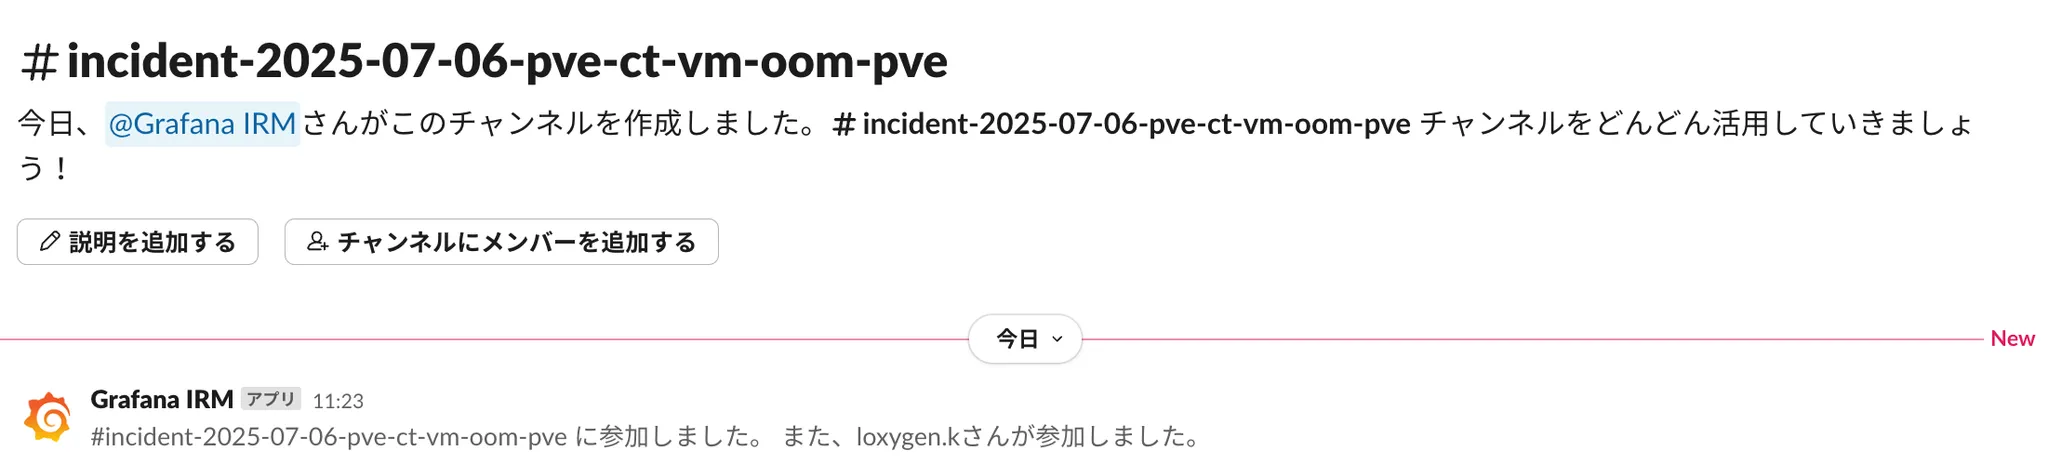 #incident-2025-07-06-pve-ct-vm-oom-pve
今日、@Grafana IRMさんがこのチャンネルを作成しました。#incident-2025-07-06-pve-ct-vm-oom-pve チャンネルをどんどん活用していきましょ
う！
説明を追加する チャンネルにメンバーを追加する
今日
New
Grafana IRM アプリ 11:23
#incident-2025-07-06-pve-ct-vm-oom-pve に参加しました。 また、loxygen.kさんが参加しました。